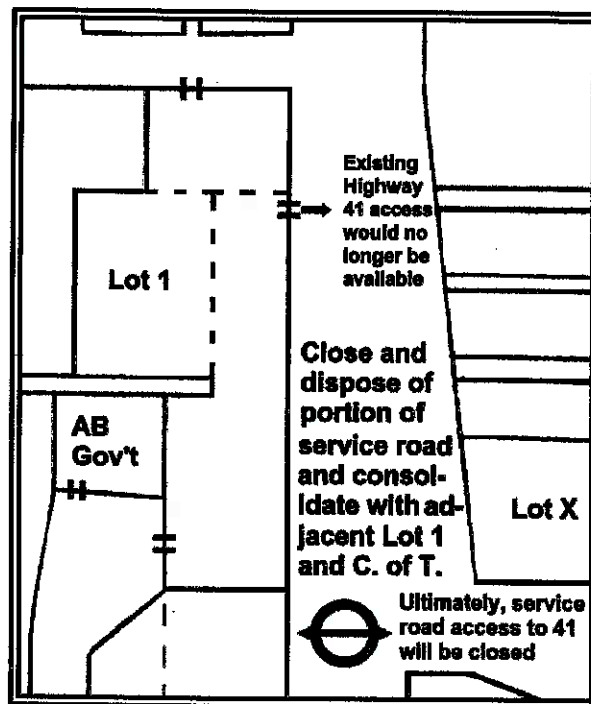 Existing
Highway
41 access
would no
longer be
available
Lot 1
Close and
dispose of
portion of
service road
and consol-
idate with ad-
jacent Lot 1
and C. of T.
AB
Gov't
Lot X
Ultimately, service
road access to 41
will be closed